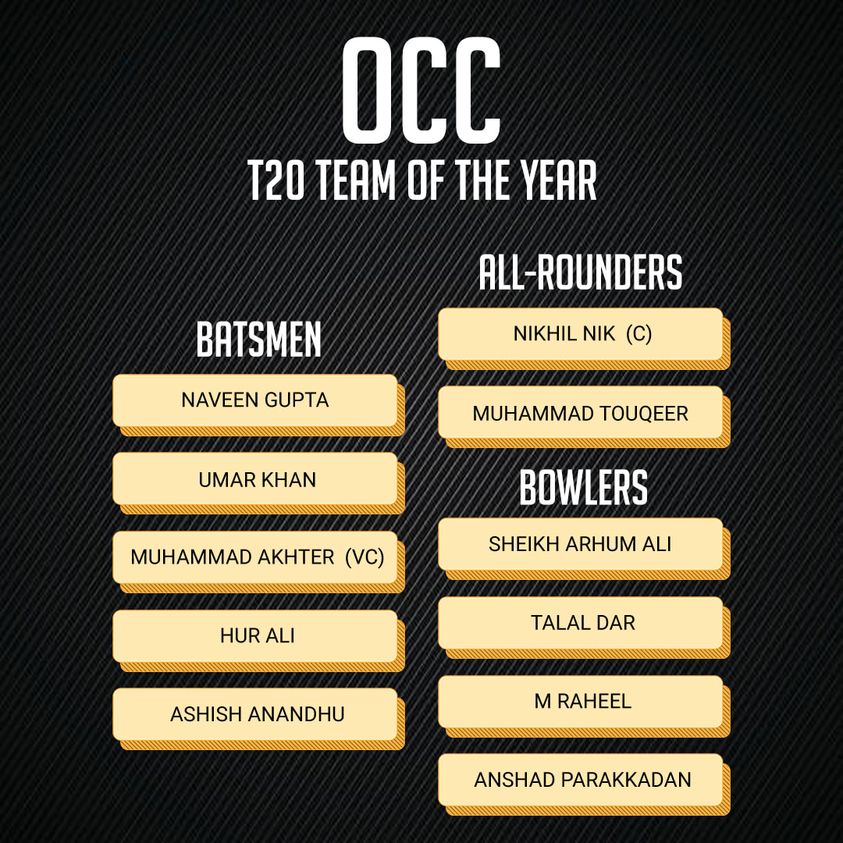 OCC
T20 TEAM OF THE YEAR
BATSMEN
NAVEEN GUPTA
UMAR KHAN
MUHAMMAD AKHTER (VC)
HUR ALI
ASHISH ANANDHU
ALL-ROUNDERS
NIKHIL NIK (C)
MUHAMMAD TOUQEER
BOWLERS
SHEIKH ARHUM ALI
TALAL DAR
M RAHEEL
ANSHAD PARAKKADAN